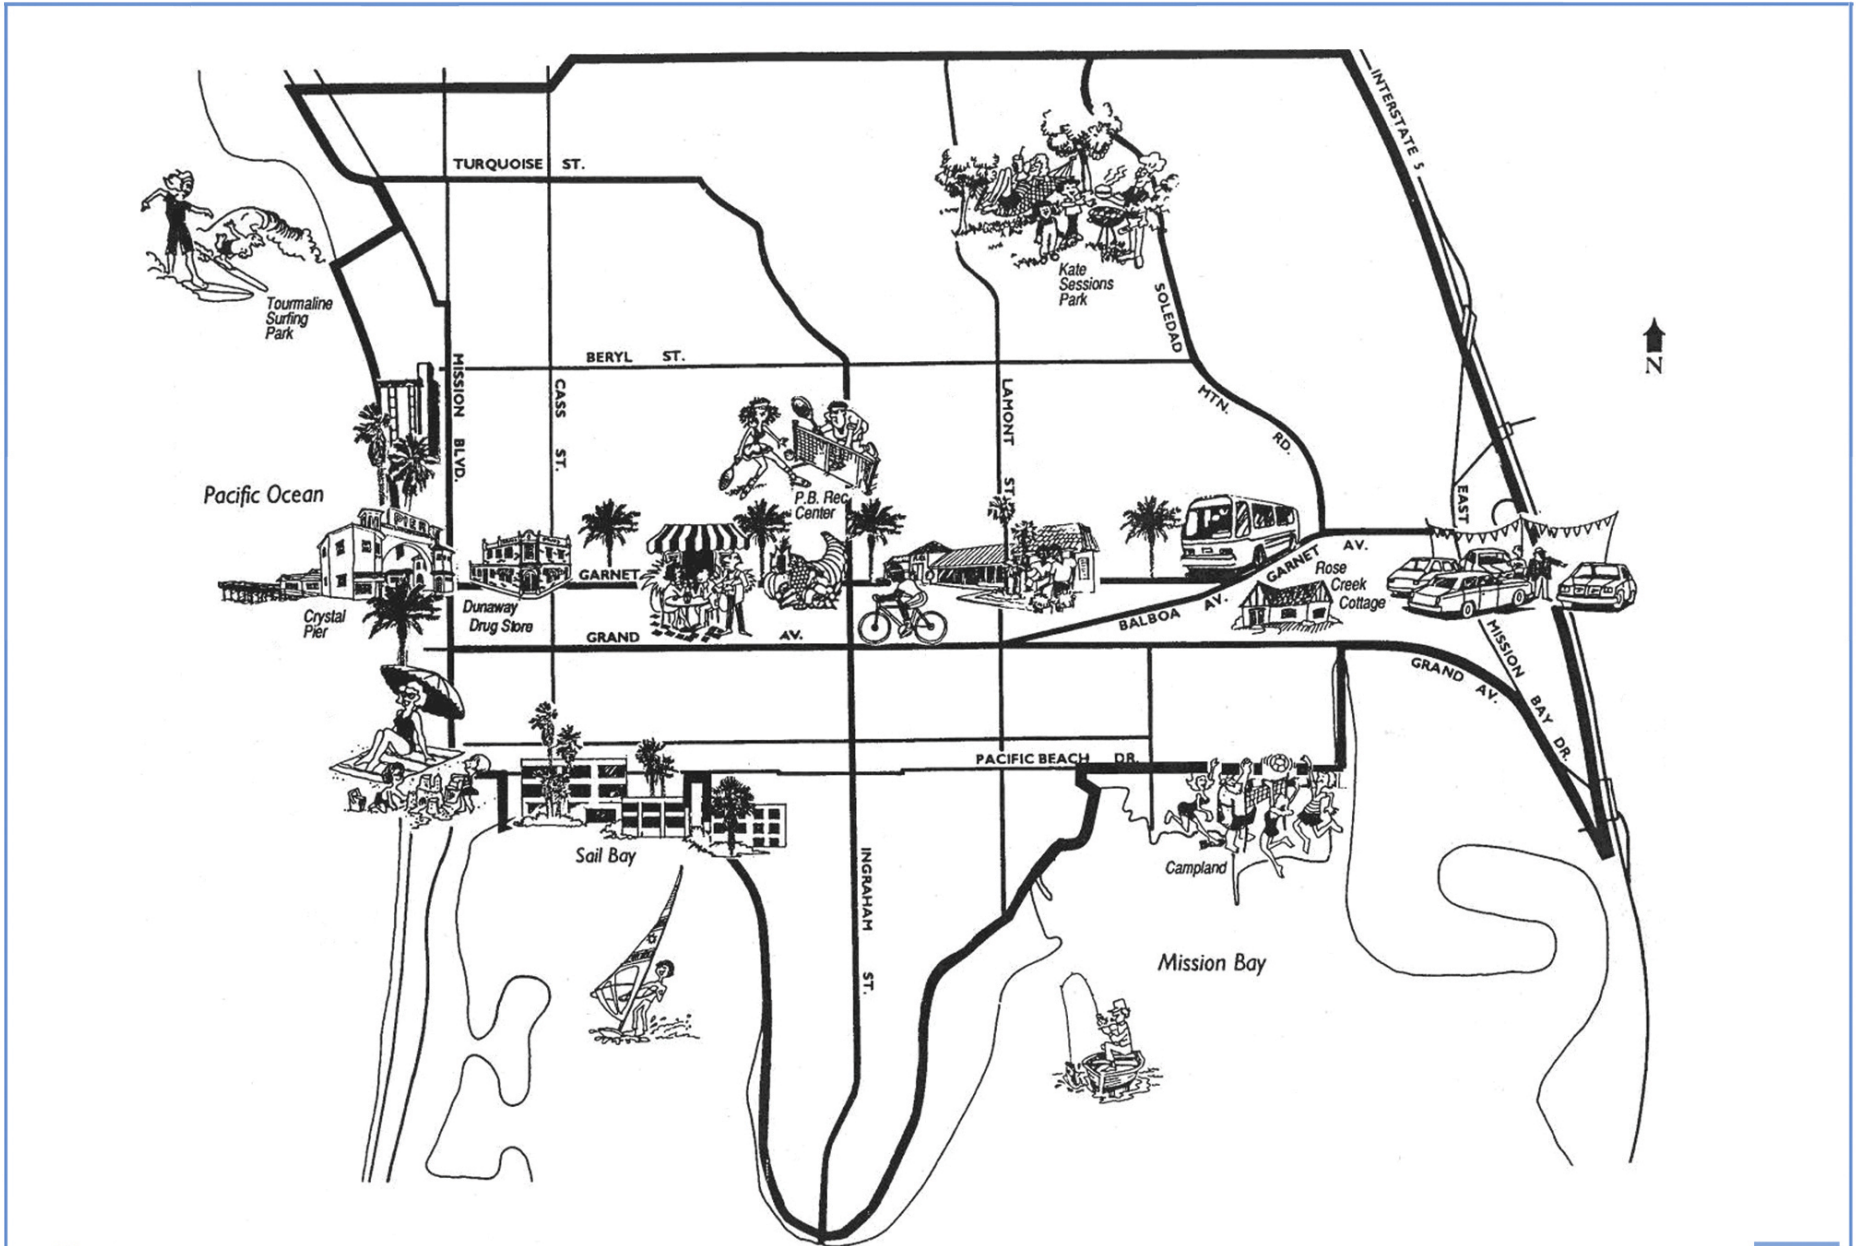 INTERSTATE 5
TURQUOISE ST.
Kate
Sessions
Park
Tourmaline
Surfing
Park
SOLEDAD
MTN.
RD.
N
BERYL ST.
MISSION BLVD.
CASS ST.
LAMONT ST.
Pacific Ocean
P.B. Rec
Center
PIER
EAST
GARNET
GARNET AV.
Rose
Creek
Cottage
Crystal
Pier
Dunaway
Drug Store
BALBOA AV.
GRAND AV.
MISSION BAY DR.
GRAND AV.
PACIFIC BEACH DR.
Sail Bay
Campland
INGRAHAM ST.
Mission Bay